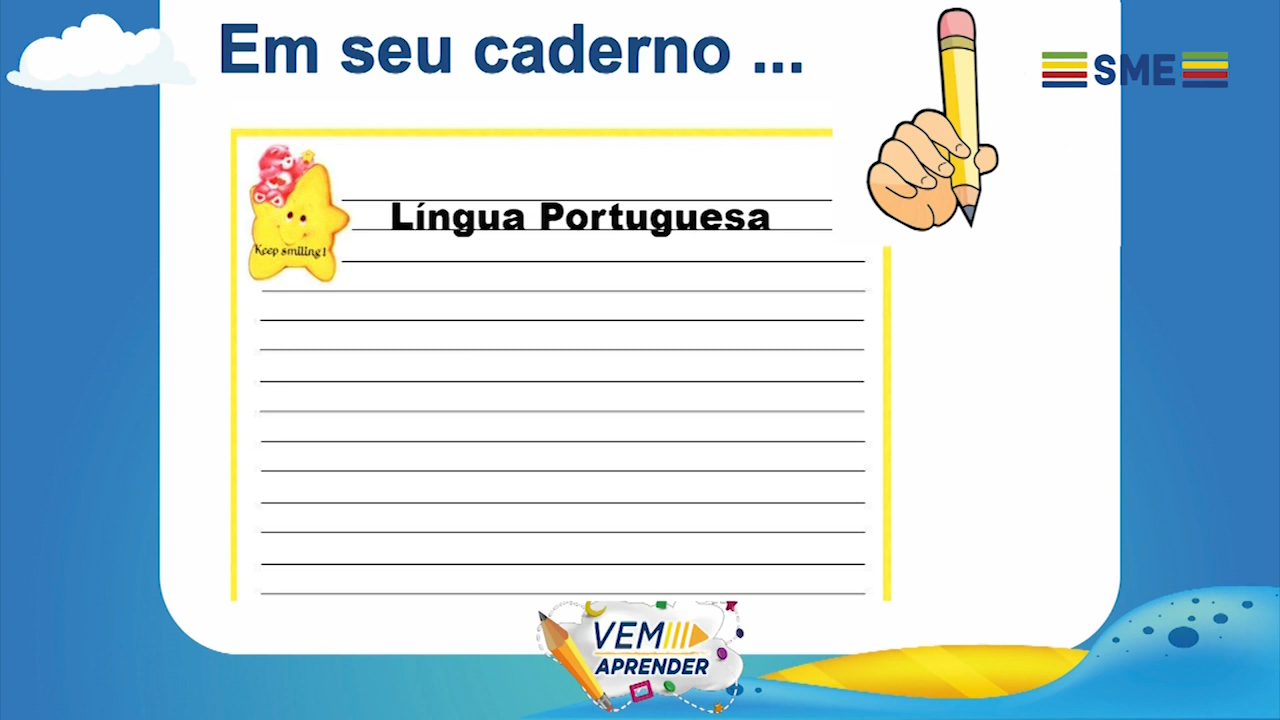 Em seu caderno ...
SME
Língua Portuguesa
Keep smiling!
VEM
APRENDER